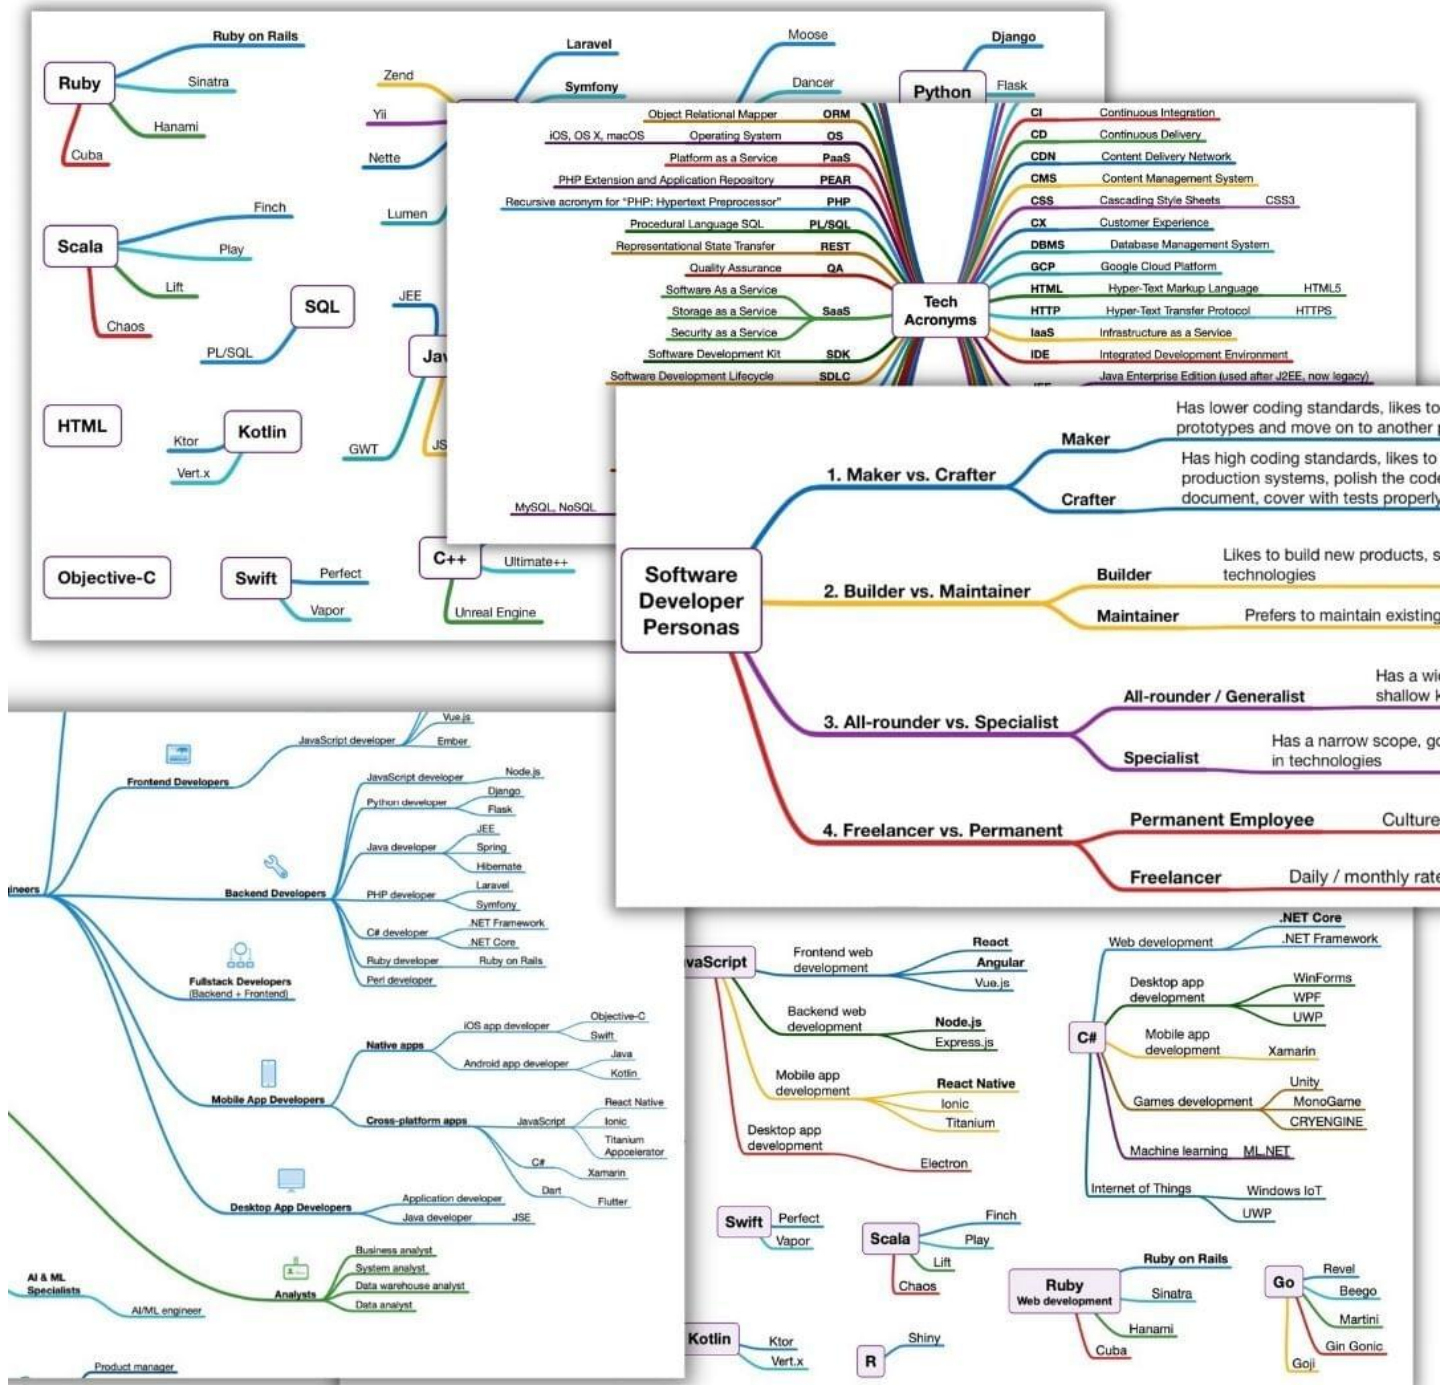 Ruby on Rails
Ruby
Sinatra
Hanami
Cuba
Zend
Yii
Nette
Lumen
Laravel
Symfony
Moose
Dancer
Django
Python
Flask
Finch
Scala
Play
Lift
Chaos
SQL
PL/SQL
JEE
GWT
HTML
Ktor
Kotlin
Vert.x
Objective-C
Swift
Perfect
Vapor
C++
Ultimate++
Unreal Engine
Object Relational Mapper ORM
iOS, OS X, macOS Operating System OS
Platform as a Service PaaS
PHP Extension and Application Repository PEAR
Recursive acronym for "PHP: Hypertext Preprocessor" PHP
Procedural Language SQL PL/SQL
Representational State Transfer REST
Quality Assurance QA
Software As a Service
Storage as a Service SaaS
Security as a Service
Software Development Kit SDK
Software Development Lifecycle SDLC
MySQL, NoSQL
Tech
Acronyms
CI Continuous Integration
CD Continuous Delivery
CDN Content Delivery Network
CMS Content Management System
CSS Cascading Style Sheets CSS3
CX Customer Experience
DBMS Database Management System
GCP Google Cloud Platform
HTML Hyper-Text Markup Language HTML5
HTTP Hyper-Text Transfer Protocol HTTPS
IaaS Infrastructure as a Service
IDE Integrated Development Environment
Java Enterprise Edition (used after J2EE, now legacy)
Software
Developer
Personas
1. Maker vs. Crafter
Maker
Has lower coding standards, likes to
prototypes and move on to another
Crafter
Has high coding standards, likes to
production systems, polish the code
document, cover with tests properly
2. Builder vs. Maintainer
Builder
Likes to build new products,
technologies
Maintainer
Prefers to maintain existing
3. All-rounder vs. Specialist
All-rounder / Generalist
Has a
shallow
Specialist
Has a narrow scope,
in technologies
4. Freelancer vs. Permanent
Permanent Employee
Culture
Freelancer
Daily / monthly rate
Frontend Developers
JavaScript developer
Vue.js
Ember
Backend Developers
JavaScript developer
Node.js
Python developer
Django
Flask
Java developer
JEE
Spring
Hibernate
PHP developer
Laravel
Symfony
C# developer
.NET Framework
.NET Core
Ruby developer
Ruby on Rails
Perl developer
Fullstack Developers
(Backend + Frontend)
Mobile App Developers
Native apps
iOS app developer
Objective-C
Swift
Android app developer
Java
Kotlin
Cross-platform apps
JavaScript
React Native
Ionic
Titanium
Appcelerator
C#
Xamarin
Dart
Flutter
Desktop App Developers
Application developer
Java developer
JSE
Analysts
Business analyst
System analyst
Data warehouse analyst
Data analyst
AI & ML
Specialists
AI/ML engineer
Product manager
vaScript
Frontend web
development
React
Angular
Vue.js
Backend web
development
Node.js
Express.js
Mobile app
development
React Native
Ionic
Titanium
Desktop app
development
Electron
C#
Web development
.NET Core
.NET Framework
Desktop app
development
WinForms
WPF
UWP
Mobile app
development
Xamarin
Games development
Unity
MonoGame
CRYENGINE
Machine learning ML.NET
Internet of Things
Windows IoT
UWP
Swift
Perfect
Vapor
Scala
Finch
Play
Lift
Chaos
Ruby
Web development
Ruby on Rails
Sinatra
Hanami
Cuba
Go
Revel
Beego
Martini
Gin Gonic
Goji
Kotlin
Ktor
Vert.x
R
Shiny